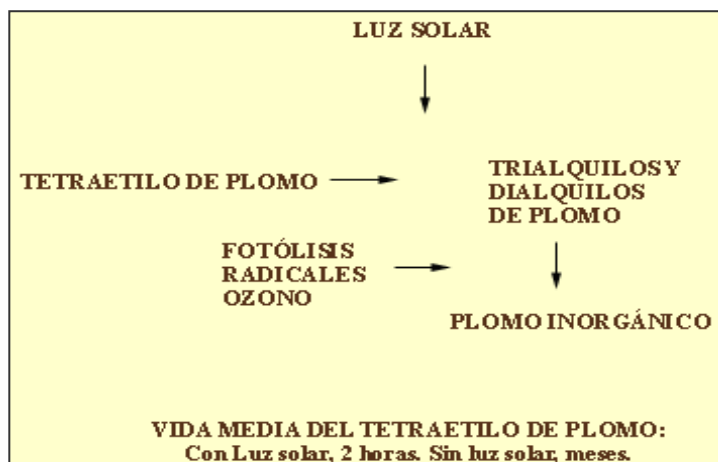 LUZ SOLAR
TETRAETILO DE PLOMO
TRIALQUILOS Y
DIALQUILOS
DE PLOMO
FOTÓLISIS
RADICALES
OZONO
PLOMO INORGÁNICO
VIDA MEDIA DEL TETRAETILO DE PLOMO:
Con Luz solar, 2 horas. Sin luz solar, meses.